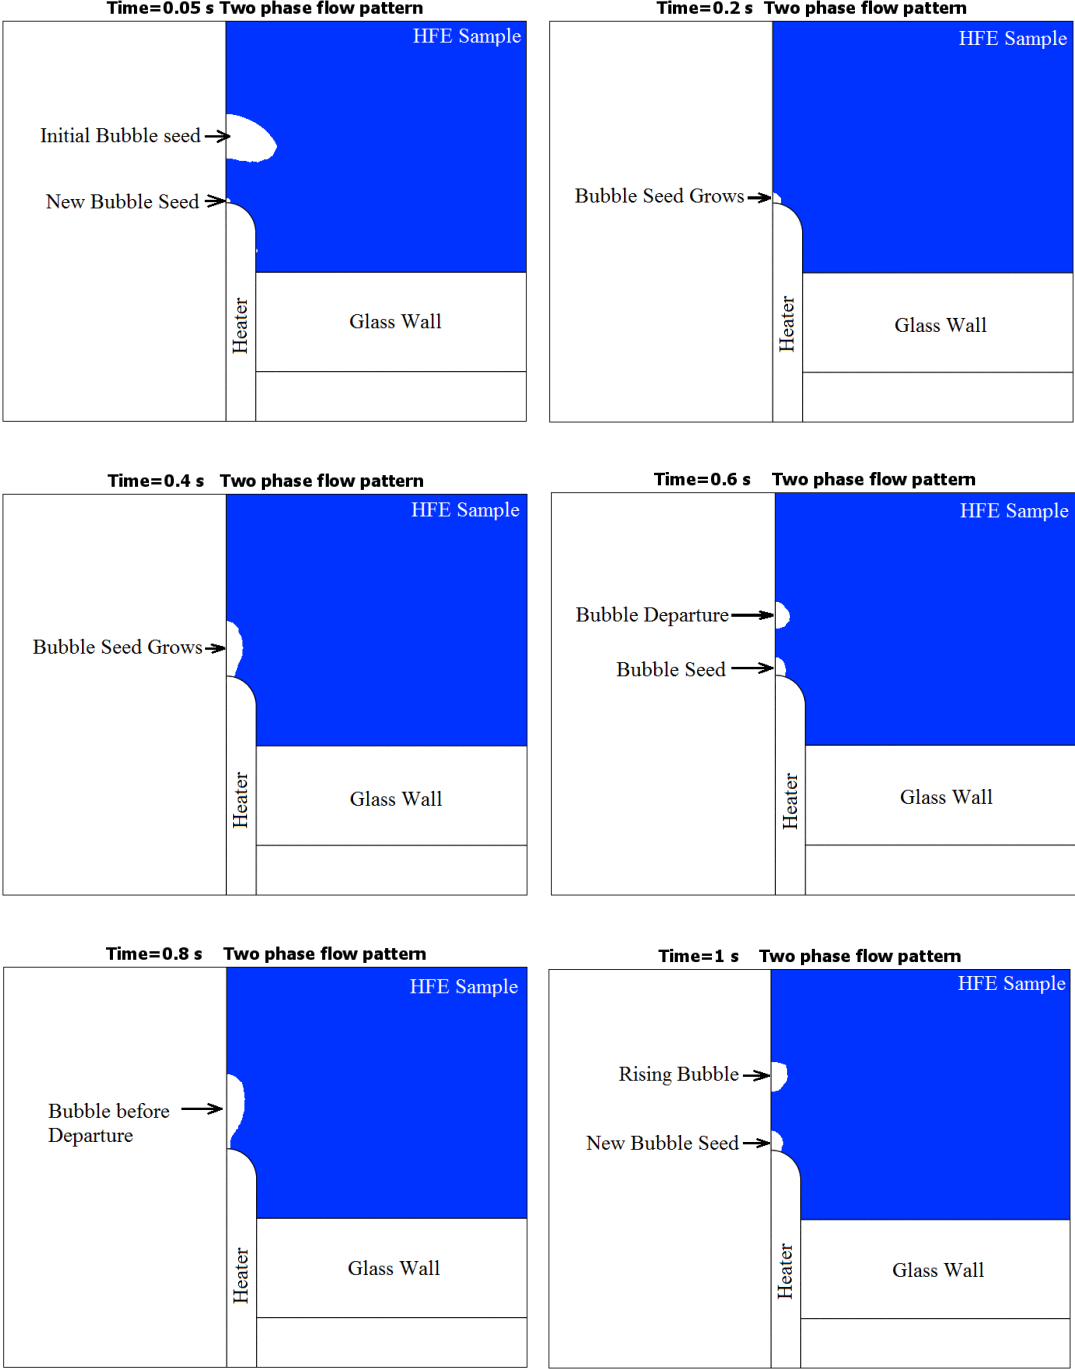 Time=0.05 s Two phase flow pattern
HFE Sample
Initial Bubble seed
New Bubble Seed
Heater
Glass Wall
Time=0.2 s Two phase flow pattern
HFE Sample
Bubble Seed Grows
Heater
Glass Wall
Time=0.4 s Two phase flow pattern
HFE Sample
Bubble Seed Grows
Heater
Glass Wall
Time=0.6 s Two phase flow pattern
HFE Sample
Bubble Departure
Bubble Seed
Heater
Glass Wall
Time=0.8 s Two phase flow pattern
HFE Sample
Bubble before
Departure
Heater
Glass Wall
Time=1 s Two phase flow pattern
HFE Sample
Rising Bubble
New Bubble Seed
Heater
Glass Wall